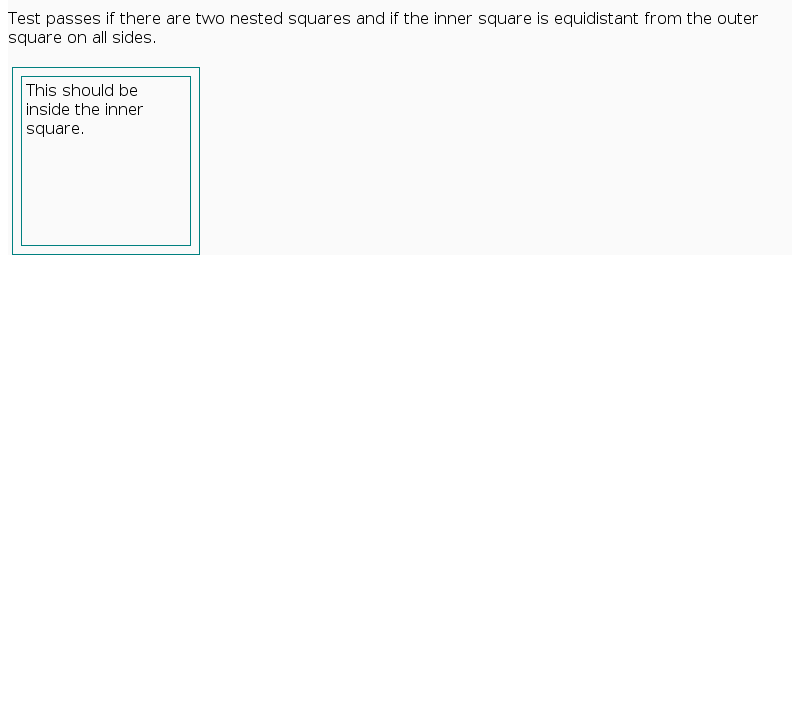 Test passes if there are two nested squares and if the inner square is equidistant from the outer
square on all sides.
This should be
inside the inner
square.